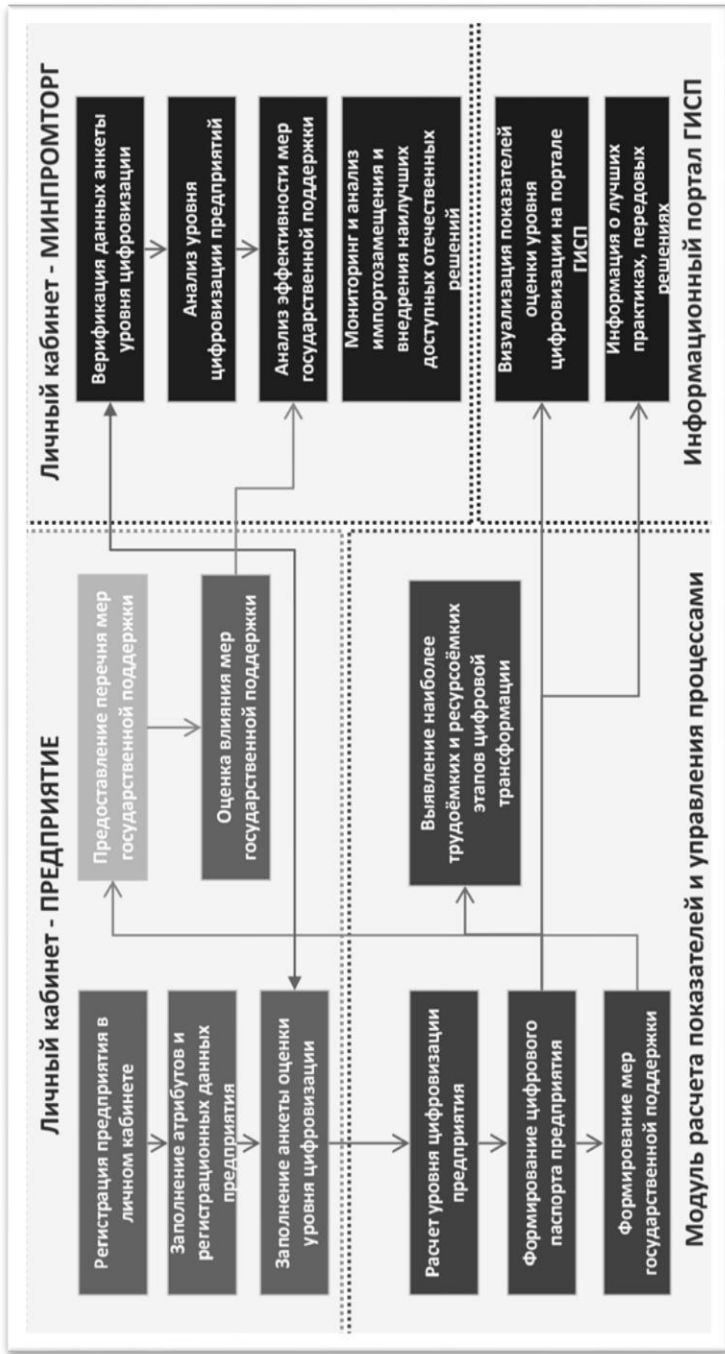 Личный кабинет - ПРЕДПРИЯТИЕ
Регистрация предприятия в
личном кабинете
Заполнение атрибутов и
регистрационных данных
предприятия
Заполнение анкеты оценки
уровня цифровизации
Предоставление перечня мер
государственной поддержки
Оценка влияния мер
государственной поддержки
Личный кабинет - МИНПРОМТОРГ
Верификация данных анкеты
уровня цифровизации
Анализ уровня
цифровизации предприятий
Анализ эффективности мер
государственной поддержки
Мониторинг и анализ
импортозамещения и
внедрения наилучших
доступных отечественных
решений
Расчет уровня цифровизации
предприятия
Формирование цифрового
паспорта предприятия
Формирование мер
государственной поддержки
Выявление наиболее
трудоёмких и ресурсоёмких
этапов цифровой
трансформации
Модуль расчета показателей и управления процессами
Визуализация показателей
оценки уровня
цифровизации на портале
ГИСП
Информация о лучших
практиках, передовых
решениях
Информационный портал ГИСП